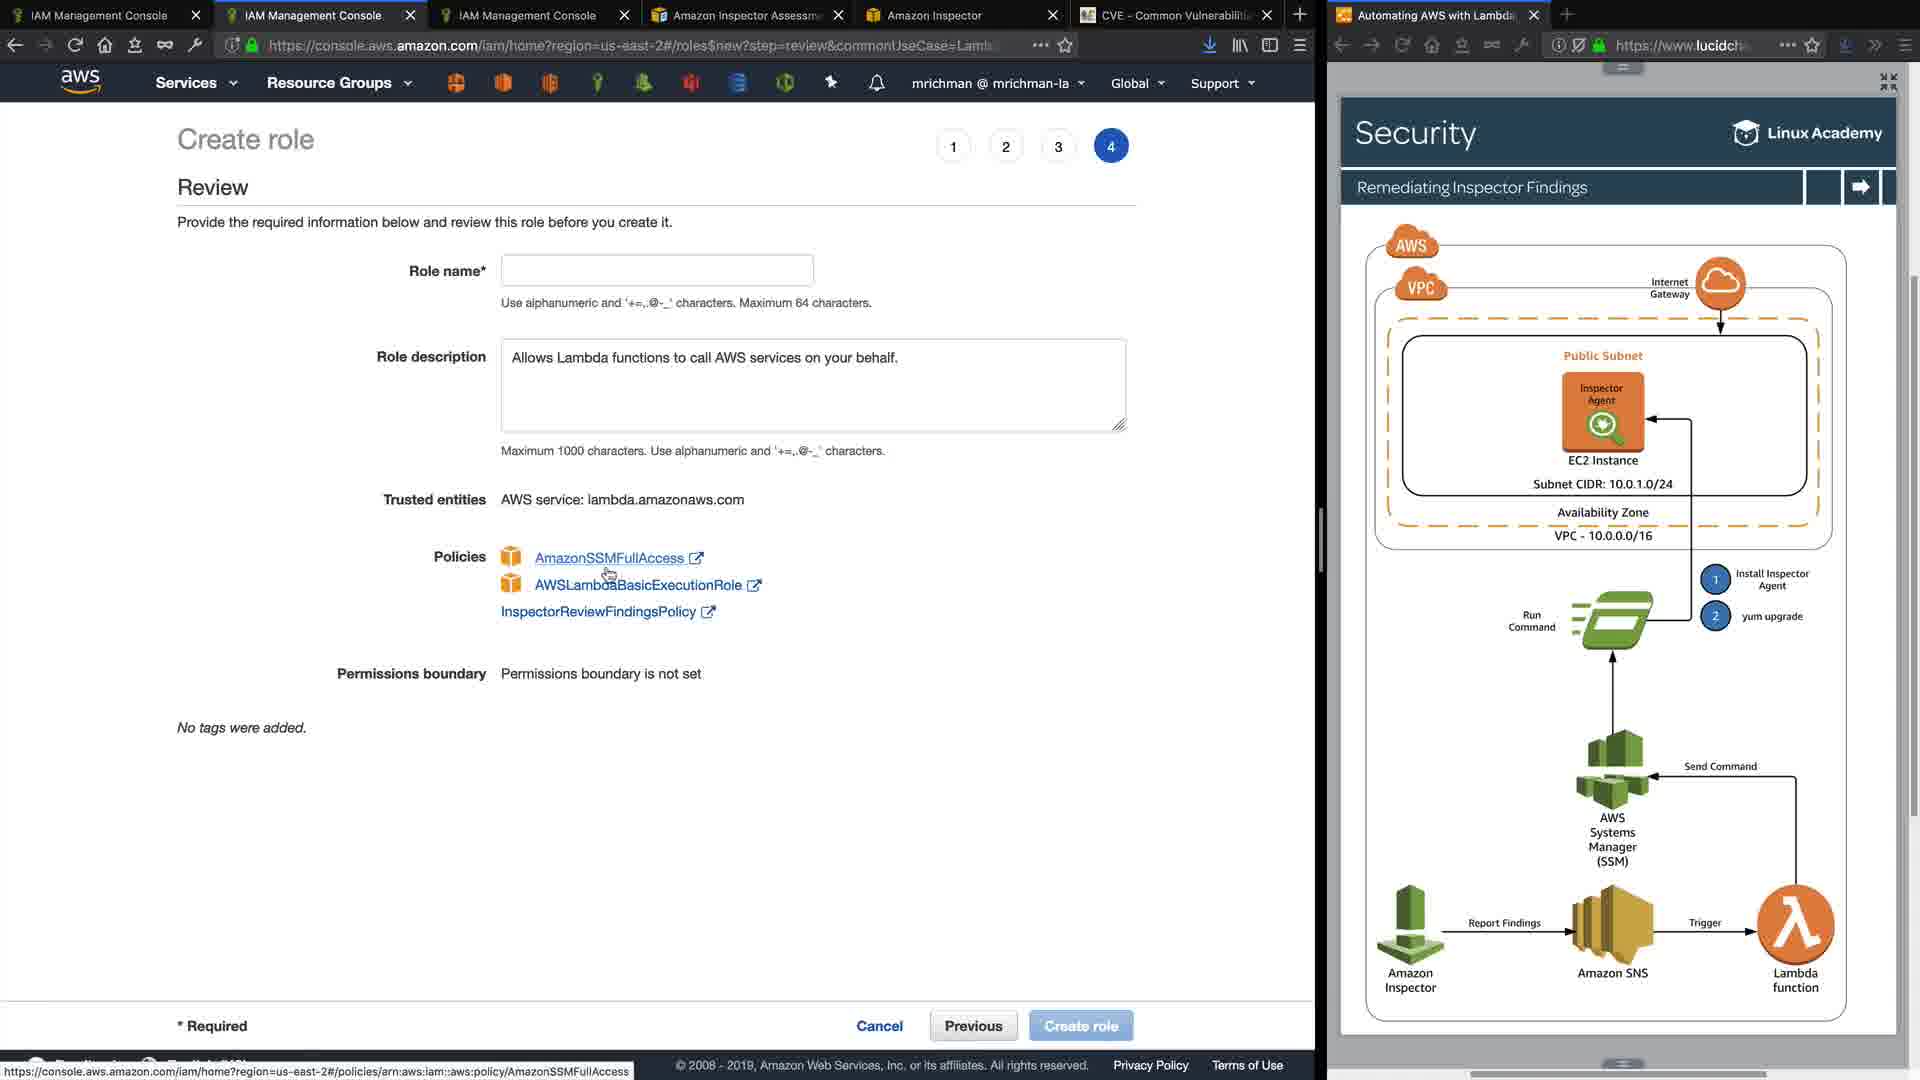 IAM Management Console
IAM Management Console
IAM Management Console
Amazon Inspector Assessm
Amazon Inspector
CVE - Common Vulnerabiliti
Automating AWS with Lambda
https://console.aws.amazon.com/iam/home?region=us-east-2#/roles$new?step=review&commonUseCase=Lamb
https://www.lucidch
aws
Services
Resource Groups
mrichman @ mrichman-la
Global
Support
Create role
1
2
3
4
Review
Provide the required information below and review this role before you create it.
Role name*
Use alphanumeric and '+=,.@-_' characters. Maximum 64 characters.
Role description
Allows Lambda functions to call AWS services on your behalf.
Maximum 1000 characters. Use alphanumeric and '+=,.@-_' characters.
Trusted entities
AWS service: lambda.amazonaws.com
Policies
AmazonSSMFullAccess
AWSLambdaBasicExecutionRole
InspectorReviewFindingsPolicy
Permissions boundary
Permissions boundary is not set
No tags were added.
* Required
Cancel
Previous
Create role
© 2008 - 2019, Amazon Web Services, Inc. or its affiliates. All rights reserved.
Privacy Policy
Terms of Use
https://console.aws.amazon.com/iam/home?region=us-east-2#/policies/arn:aws:iam::aws:policy/AmazonSSMFullAccess
Security
Linux Academy
Remediating Inspector Findings
AWS
VPC
Internet
Gateway
Public Subnet
Inspector
Agent
EC2 Instance
Subnet CIDR: 10.0.1.0/24
Availability Zone
VPC - 10.0.0.0/16
1
Install Inspector
Agent
2
yum upgrade
Run
Command
Send Command
AWS
Systems
Manager
(SSM)
Report Findings
Trigger
Amazon
Inspector
Amazon SNS
Lambda
function